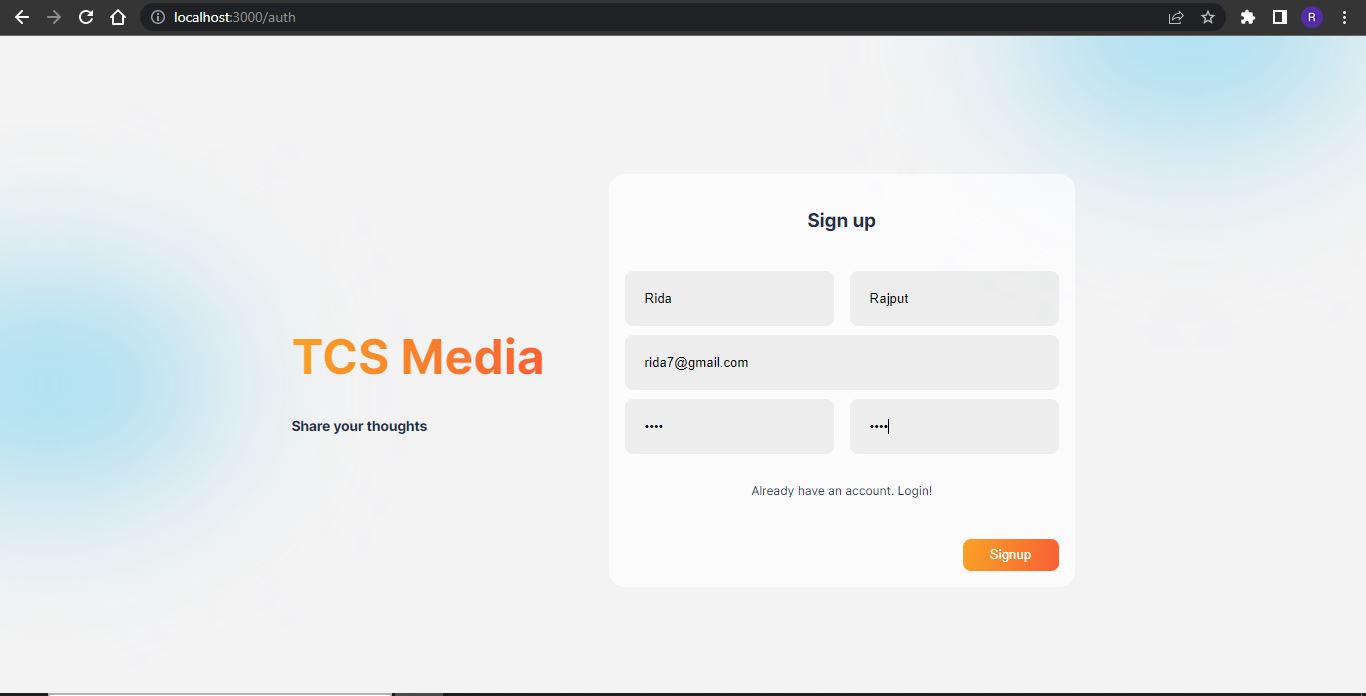 localhost:3000/auth
R
Sign up
Rida Rajput
TCS Media
rida7@gmail.com
Share your thoughts
•••• ••••
Already have an account. Login!
Signup